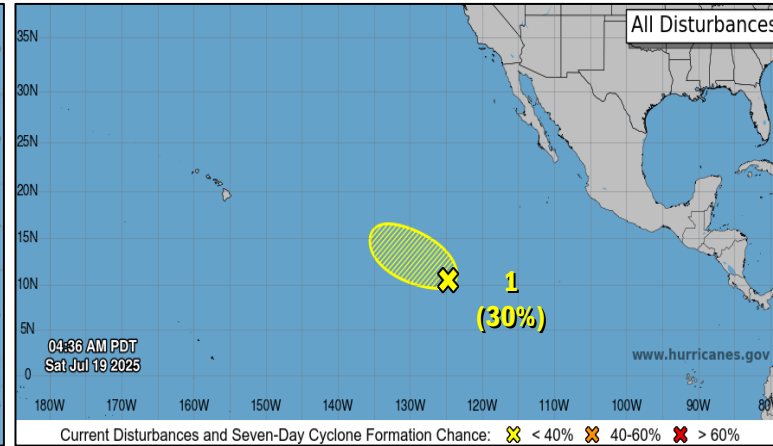 All Disturbances
35N
30N
25N
20N
15N
10N
5N
0
1
(30%)
04:36 AM PDT
Sat Jul 19 2025
www.hurricanes.gov
180W 170W 160W 150W 140W 130W 120W 110W 100W 90W 80W
Current Disturbances and Seven-Day Cyclone Formation Chance: < 40% 40-60% > 60%